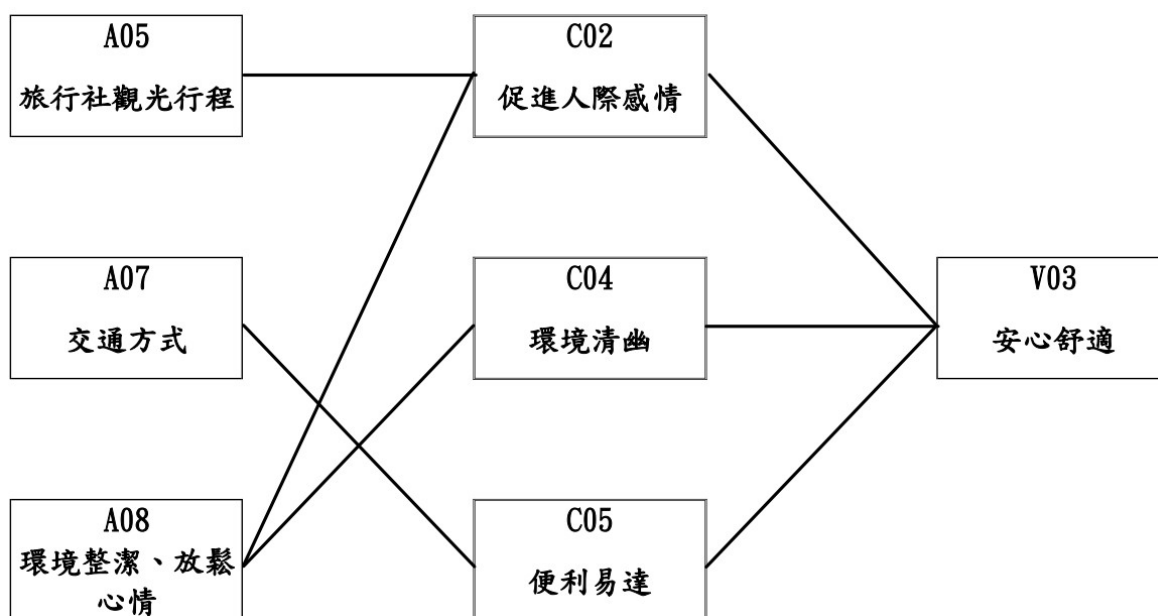 A05
旅行社觀光行程
C02
促進人際感情
A07
交通方式
C04
環境清幽
V03
安心舒適
A08
環境整潔、放鬆
心情
C05
便利易達